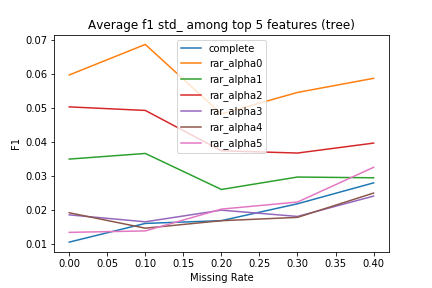 Average f1 std_ among top 5 features (tree)
0.07
0.06
0.05
0.04
0.03
0.02
0.01
F1
complete
rar_alpha0
rar_alpha1
rar_alpha2
rar_alpha3
rar_alpha4
rar_alpha5
0.00 0.05 0.10 0.15 0.20 0.25 0.30 0.35 0.40
Missing Rate